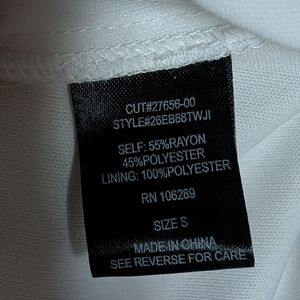 CUT#27656-00
STYLE#26EB68TWJI
SELF: 55%RAYON
45%POLYESTER
LINING: 100%POLYESTER
RN 106289
SIZE S
MADE IN CHINA
SEE REVERSE FOR CARE